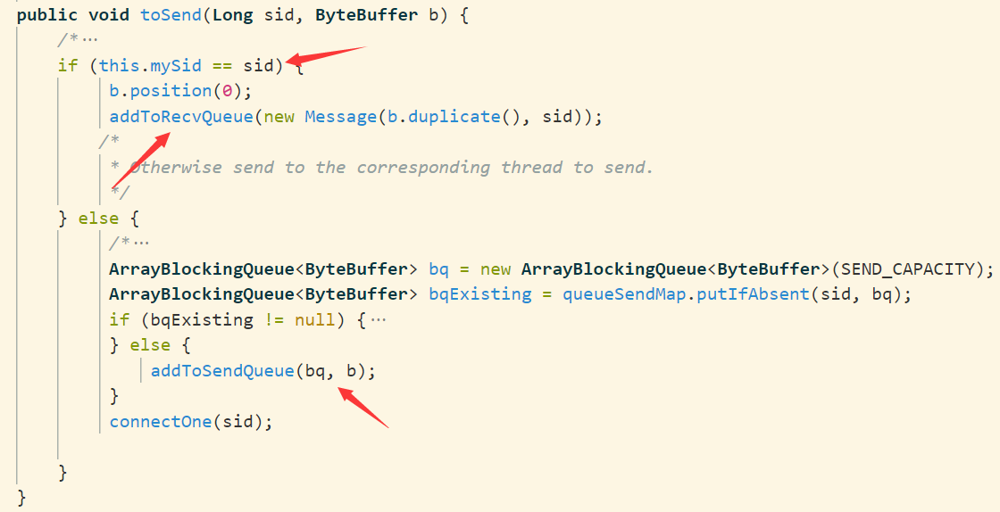 public void toSend(Long sid, ByteBuffer b) {
/*···
if (this.mySid == sid) {
b.position(0);
addToRecvQueue(new Message(b.duplicate(), sid));
/*
* Otherwise send to the corresponding thread to send.
*/
} else {
/*···
ArrayBlockingQueue<ByteBuffer> bq = new ArrayBlockingQueue<ByteBuffer>(SEND_CAPACITY);
ArrayBlockingQueue<ByteBuffer> bqExisting = queueSendMap.putIfAbsent(sid, bq);
if (bqExisting != null) {···
} else {
addToSendQueue(bq, b);
}
connectOne(sid);
}
}